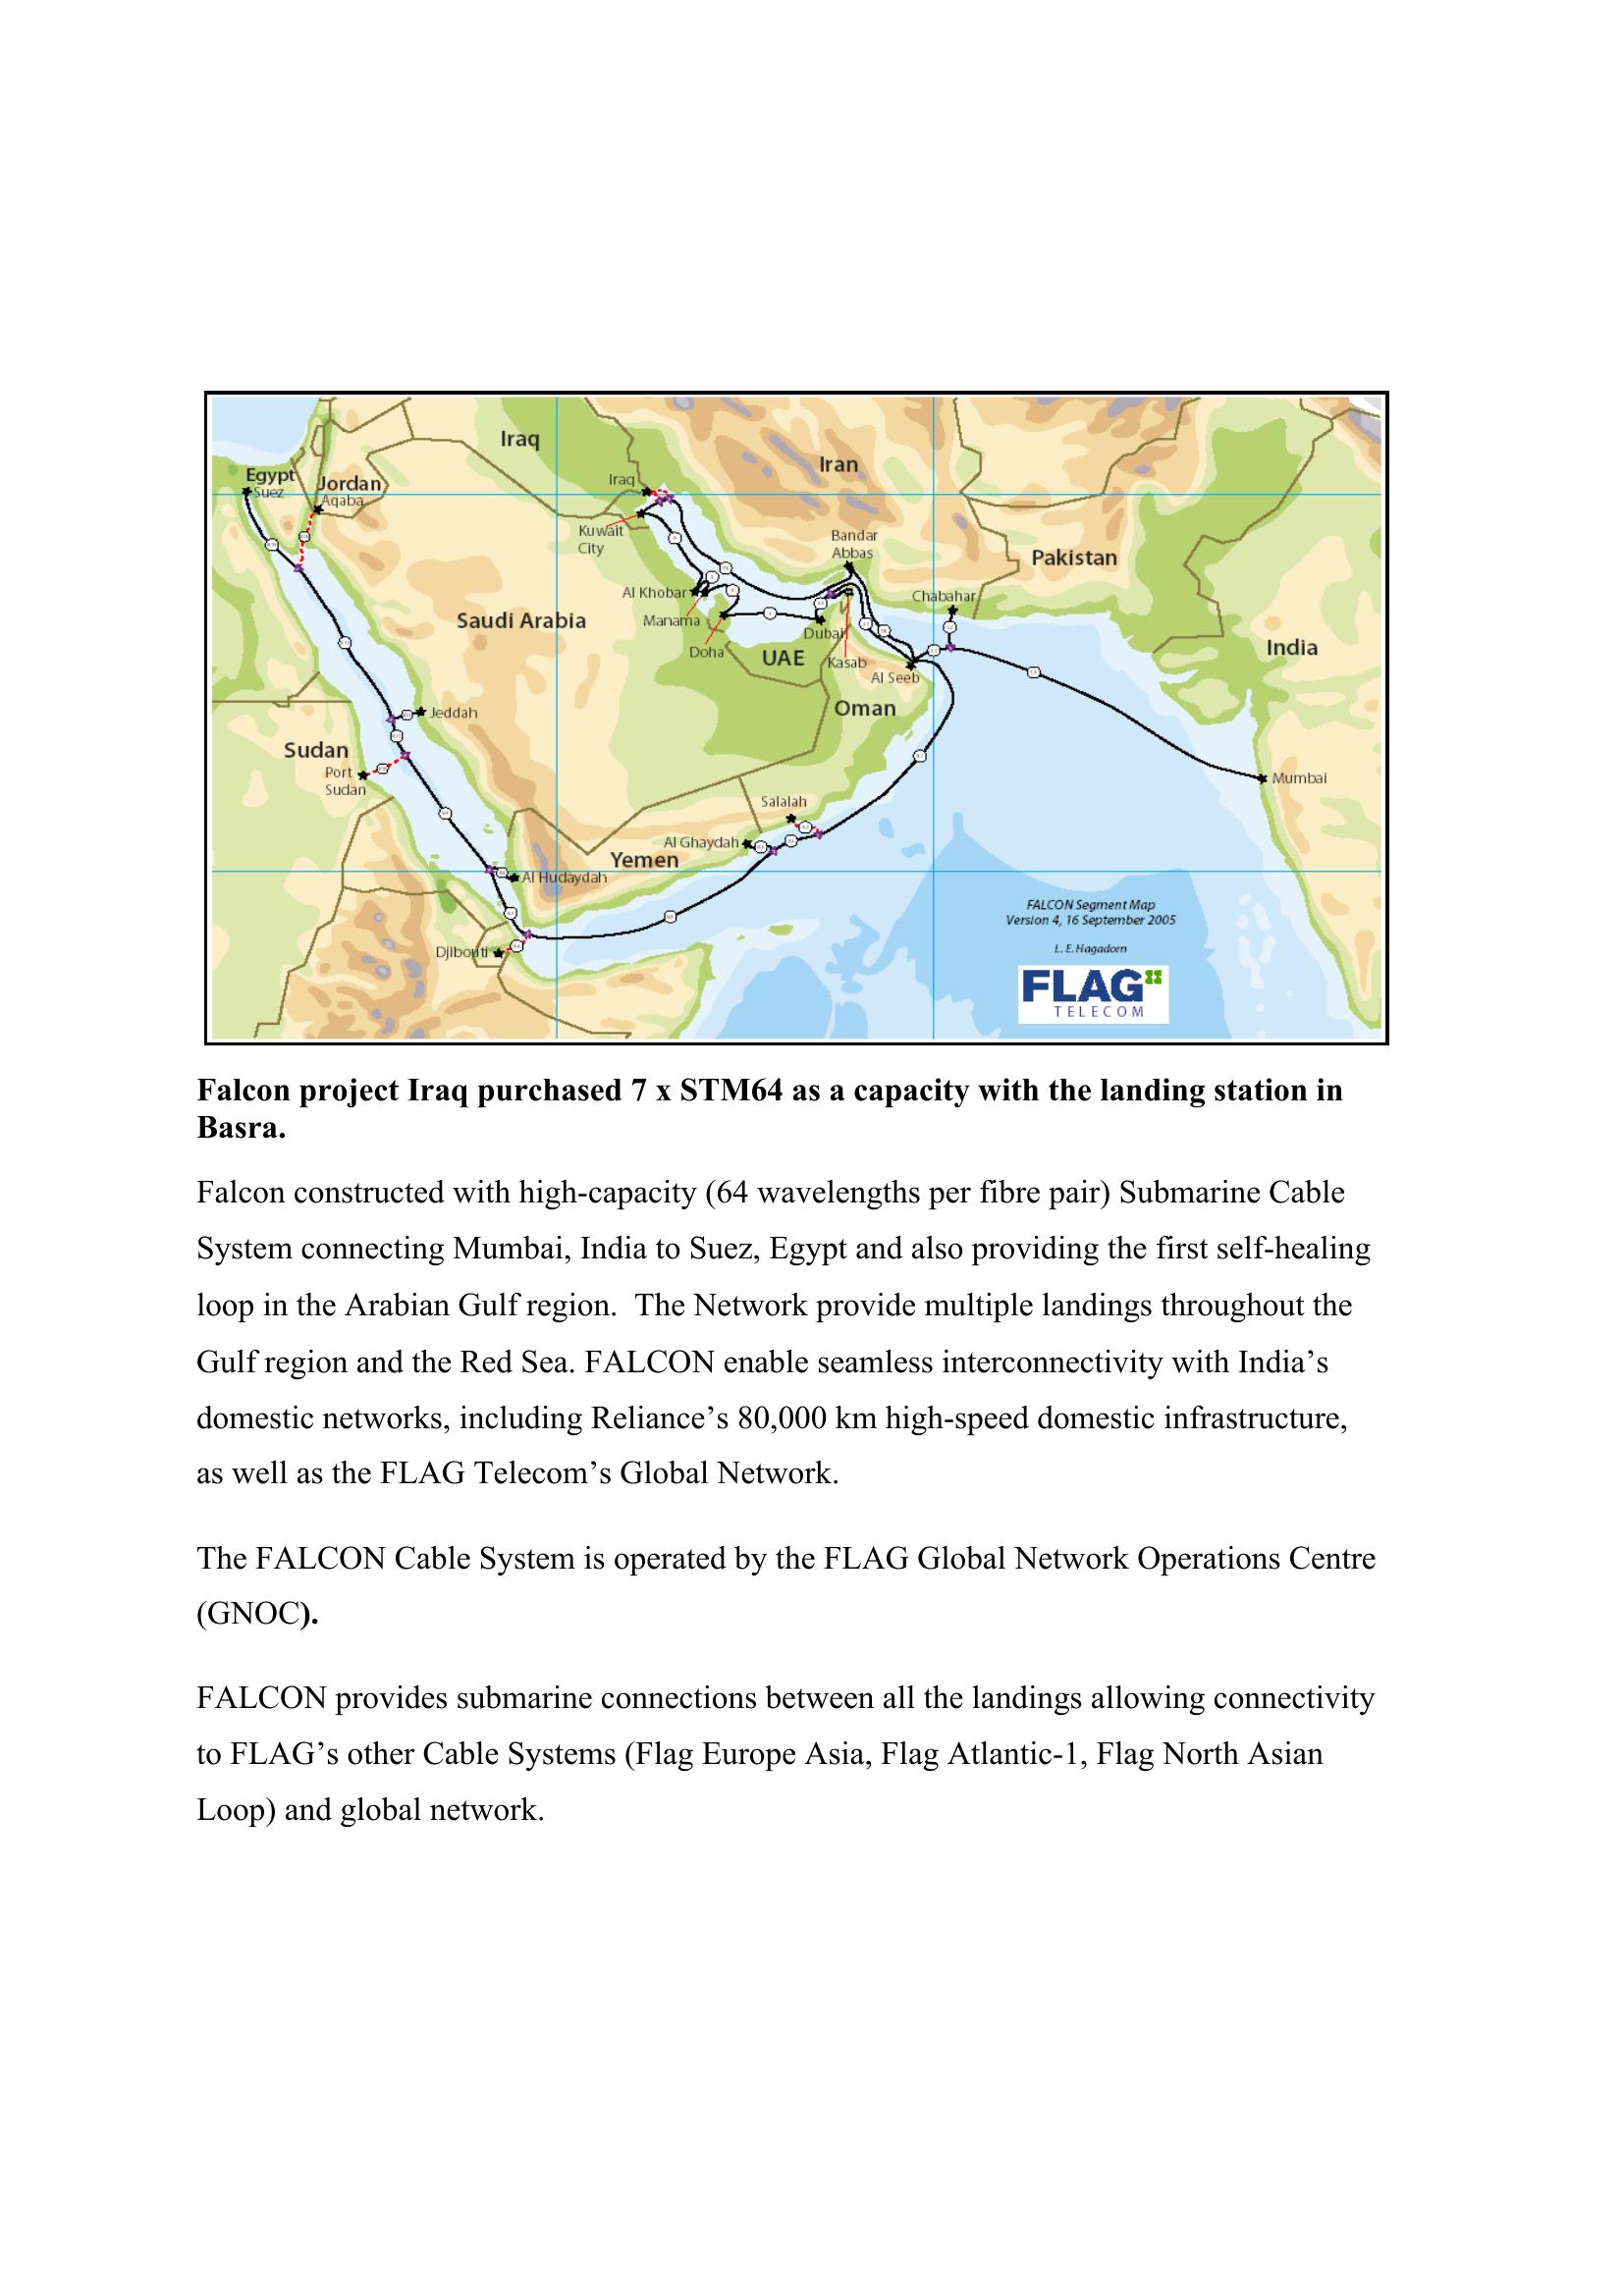 Iraq
Iran
Egypt
Suez
Jordan
Aqaba
Iraq
Kuwait
City
Bandar
Abbas
Pakistan
Al Khobar
Chabahar
Saudi Arabia
Manama
Dubai
Doha
UAE
Kasab
India
Al Seeb
Oman
Jeddah
Sudan
Port
Sudan
Mumbai
Salalah
Al Ghaydah
Yemen
Al Hudaydah
Djibouti
FALCON Segment Map
Version 4, 16 September 2005
L. E. Hagadorn
FLAG
TELECOM
Falcon project Iraq purchased 7 x STM64 as a capacity with the landing station in
Basra.
Falcon constructed with high-capacity (64 wavelengths per fibre pair) Submarine Cable
System connecting Mumbai, India to Suez, Egypt and also providing the first self-healing
loop in the Arabian Gulf region.  The Network provide multiple landings throughout the
Gulf region and the Red Sea. FALCON enable seamless interconnectivity with India’s
domestic networks, including Reliance’s 80,000 km high-speed domestic infrastructure,
as well as the FLAG Telecom’s Global Network.
The FALCON Cable System is operated by the FLAG Global Network Operations Centre
(GNOC).
FALCON provides submarine connections between all the landings allowing connectivity
to FLAG’s other Cable Systems (Flag Europe Asia, Flag Atlantic-1, Flag North Asian
Loop) and global network.